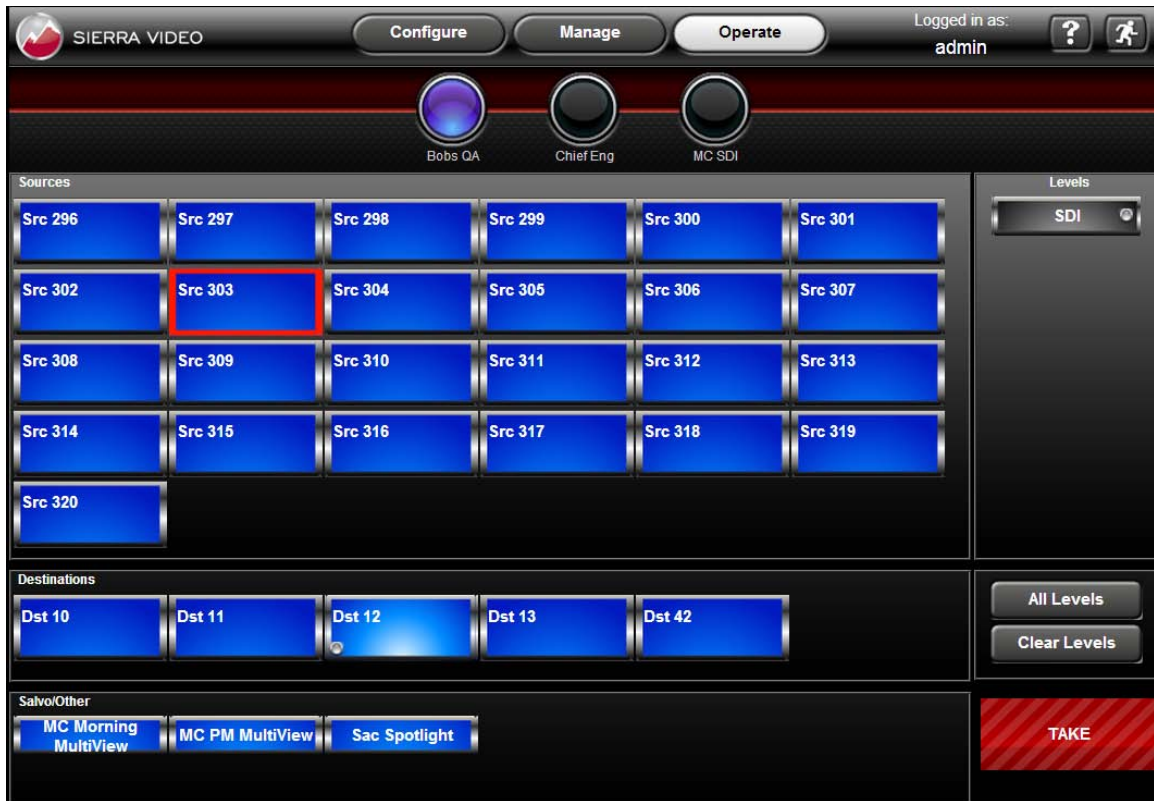 SIERRA VIDEO
Configure
Manage
Operate
Logged in as:
admin
?
Bobs QA
Chief Eng
MC SDI
Sources
Src 296
Src 297
Src 298
Src 299
Src 300
Src 301
Src 302
Src 303
Src 304
Src 305
Src 306
Src 307
Src 308
Src 309
Src 310
Src 311
Src 312
Src 313
Src 314
Src 315
Src 316
Src 317
Src 318
Src 319
Src 320
Levels
SDI
Destinations
Dst 10
Dst 11
Dst 12
Dst 13
Dst 42
All Levels
Clear Levels
Salvo/Other
MC Morning
MultiView
MC PM MultiView
Sac Spotlight
TAKE